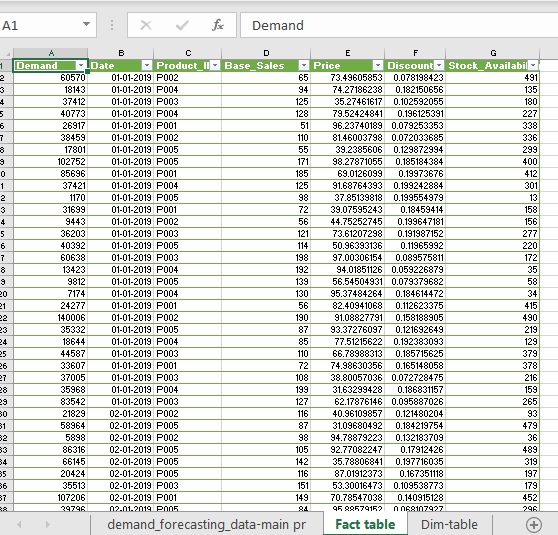 A1 fx Demand
A B C D E F G
Demand Date Product_I Base_Sales Price Discount Stock_Availabil
60570 01-01-2019 P002 65 73.49605853 0.078198423 491
18143 01-01-2019 P004 94 74.27186238 0.182150656 135
37412 01-01-2019 P003 125 35.27461617 0.102592055 180
40773 01-01-2019 P004 128 79.52424841 0.196125391 227
26917 01-01-2019 P001 51 96.23740189 0.079253353 338
38459 01-01-2019 P002 110 81.46003798 0.072033685 336
17801 01-01-2019 P005 55 39.2385606 0.129872994 299
102752 01-01-2019 P005 171 98.27871055 0.185184384 400
85696 01-01-2019 P001 185 69.0126099 0.19973676 412
37421 01-01-2019 P004 125 91.68764393 0.199242884 301
1170 01-01-2019 P005 98 37.85139818 0.199554979 13
31699 01-01-2019 P001 72 39.07595243 0.18459414 158
9443 01-01-2019 P002 56 44.75252745 0.199647181 156
36203 01-01-2019 P003 121 73.61207298 0.191987152 277
40392 01-01-2019 P005 114 50.96393136 0.11965992 220
60638 01-01-2019 P003 198 97.00306154 0.089575811 172
13423 01-01-2019 P004 192 94.01851126 0.059226879 35
9812 01-01-2019 P005 139 56.54504931 0.079379682 58
7174 01-01-2019 P004 130 95.37484264 0.184614472 34
24277 01-01-2019 P001 56 82.40941068 0.112623375 415
140006 01-01-2019 P002 190 91.08827791 0.158188905 490
35332 01-01-2019 P005 87 93.37276097 0.121692649 219
18644 01-01-2019 P004 85 77.51215622 0.192383093 129
44587 01-01-2019 P003 110 66.78988313 0.185715625 379
33607 01-01-2019 P001 72 74.98630356 0.165148058 378
37005 01-01-2019 P003 108 38.80057036 0.072728475 216
35968 01-01-2019 P004 199 31.63299428 0.186831157 159
83542 01-01-2019 P003 127 62.17876146 0.095887026 265
21829 02-01-2019 P002 116 40.96109857 0.121480204 93
58964 02-01-2019 P005 87 31.09680492 0.184219754 479
5898 02-01-2019 P002 98 94.78879223 0.132183709 36
86316 02-01-2019 P005 105 92.77082247 0.17912426 489
66145 02-01-2019 P005 142 35.78806841 0.197716035 319
20424 02-01-2019 P005 116 87.01912373 0.167351118 197
35513 02-01-2019 P003 151 53.30016473 0.109538773 179
107206 02-01-2019 P001 149 70.78547038 0.140915128 452
39796 02-01-2019 P005 84 95.88579152 0.068107927 296
demand_forecasting_data-main pr Fact table Dim-table